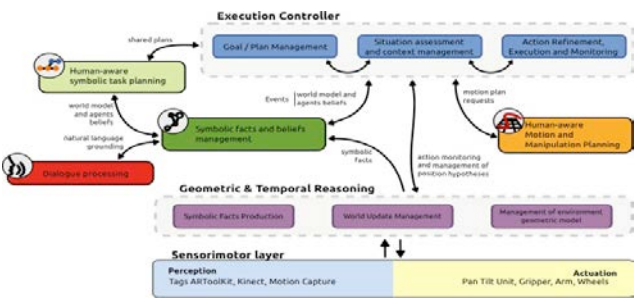 Execution Controller
shared plans
Goal / Plan Management
Situation assessment
and context management
Action Refinement,
Execution and Monitoring
Human-aware
symbolic task planning
Events
world model and
agents beliefs
motion plan
requests
world model
and agents
beliefs
natural language
grounding
Symbolic facts and beliefs
management
Human-aware
Motion and
Manipulation Planning
symbolic
facts
action monitoring
and management of
position hypotheses
Dialogue processing
Geometric & Temporal Reasoning
Symbolic Facts Production
World Update Management
Management of environment
geometric model
Sensorimotor layer
Perception
Tags ARToolKit, Kinect, Motion Capture
Actuation
Pan Tilt Unit, Gripper, Arm, Wheels